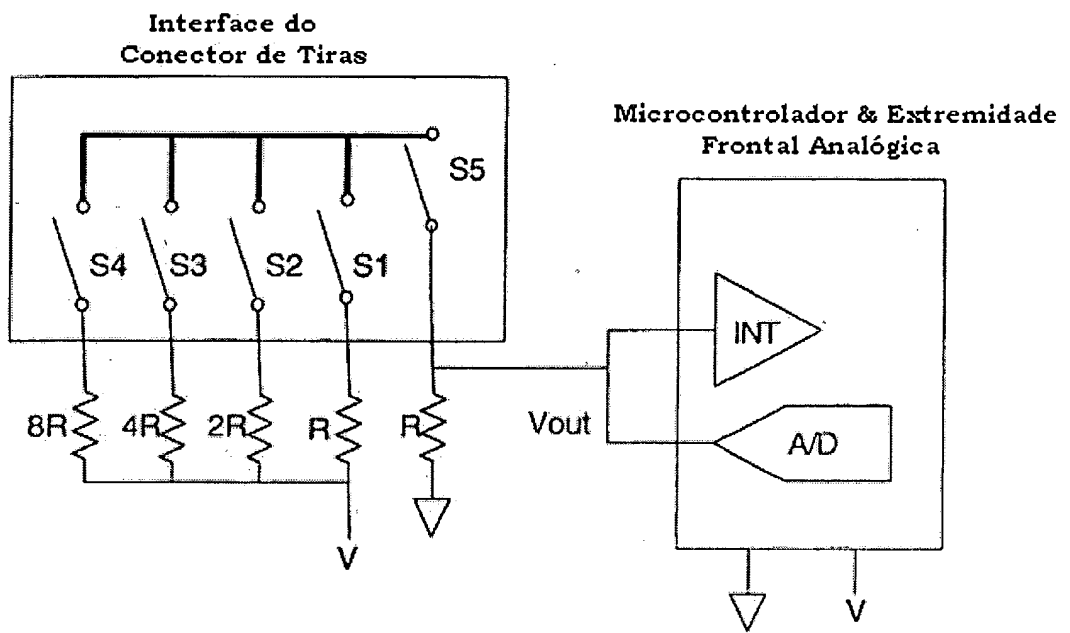 Interface do
Conector de Tiras
Microcontrolador & Extremidade
Frontal Analógica
S5
S4
S3
S2
S1
INT
8R
4R
2R
R
R
Vout
A/D
V
V